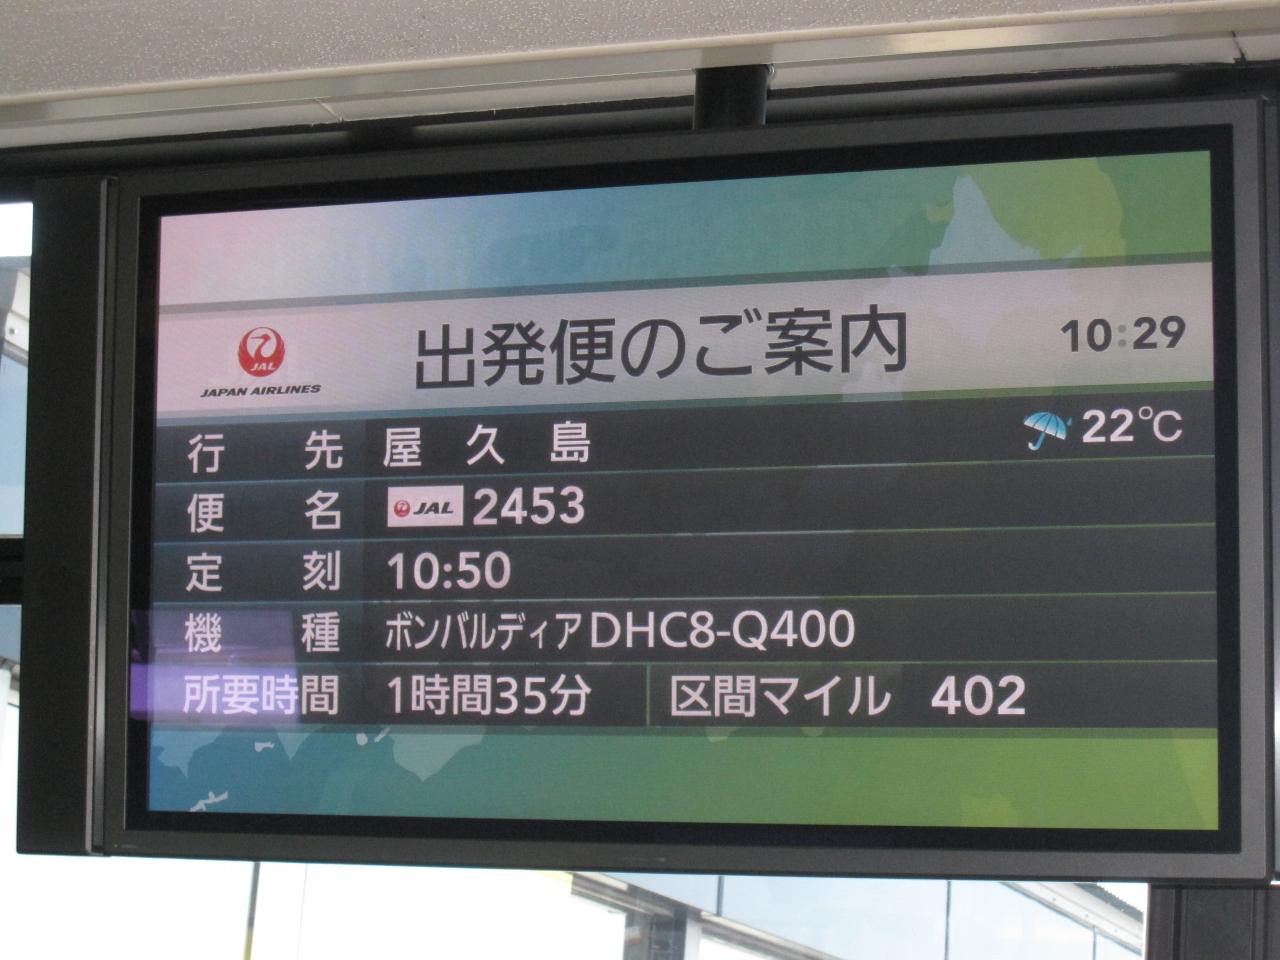 JAL
JAPAN AIRLINES
出発便のご案内
10:29
行先 屋久島 22℃
便名 JAL 2453
定刻 10:50
機種 ボンバルディアDHC8-Q400
所要時間 1時間35分 区間マイル 402